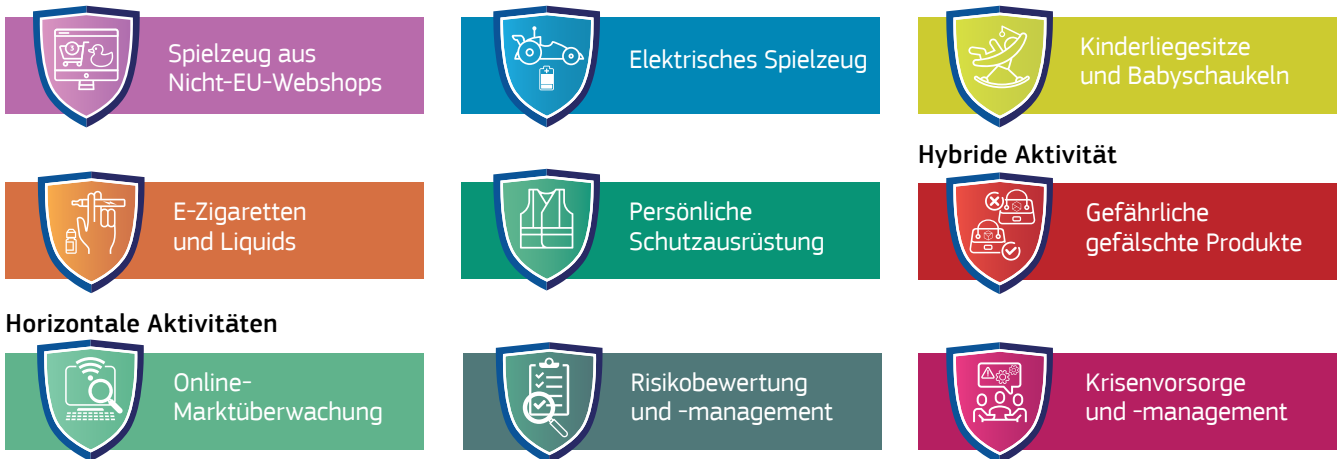 Spielzeug aus
Nicht-EU-Webshops
Elektrisches Spielzeug
Kinderliegesitze
und Babyschaukeln
E-Zigaretten
und Liquids
Persönliche
Schutzausrüstung
Hybride Aktivität
Gefährliche
gefälschte Produkte
Horizontale Aktivitäten
Online-
Marktüberwachung
Risikobewertung
und -management
Krisenvorsorge
und -management